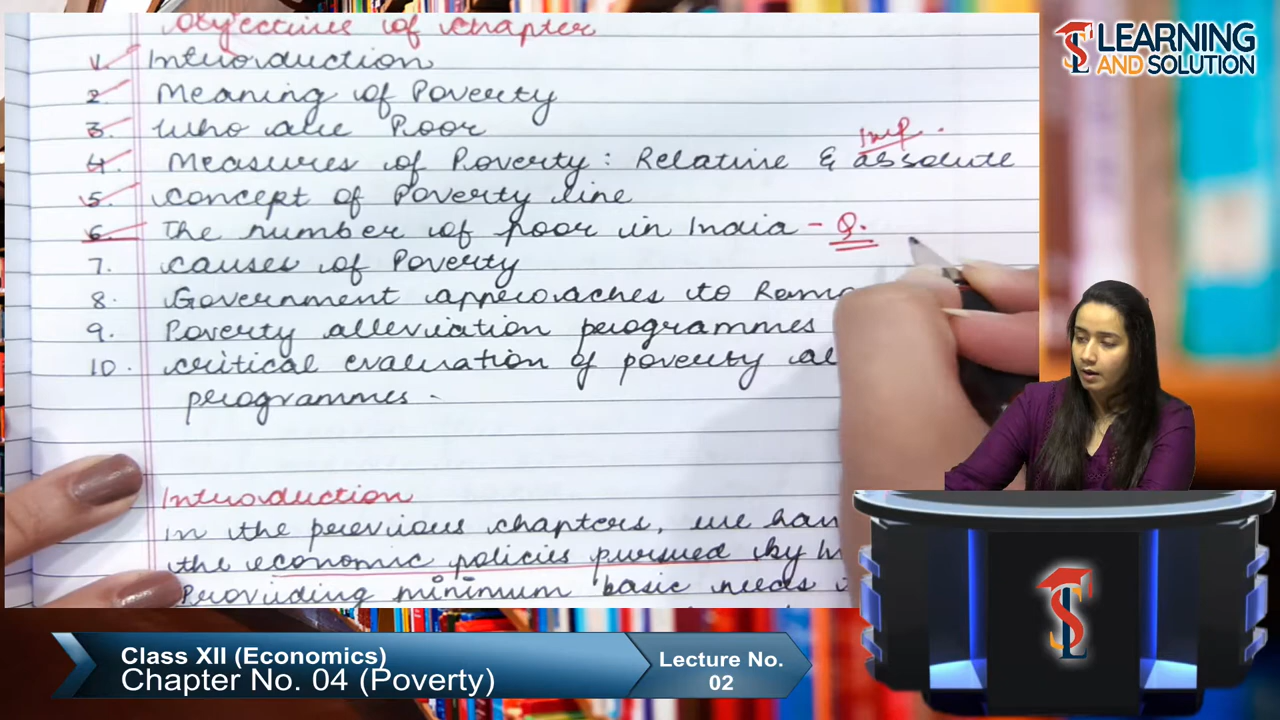 Objectives of chapter
1. Introduction
2. Meaning of Poverty
3. Who are Poor
Imp.
4. Measures of Poverty: Relative & absolute
5. concept of Poverty line
6. The number of poor in India - Q.
7. causes of Poverty
8. Government approaches to
9. Poverty alleviation programmes
10. critical evaluation of poverty
programmes.
Introduction
In the previous chapters, we
the economic policies pursued by
Providing minimum basic needs
LEARNING
AND SOLUTION
Class XII (Economics)
Chapter No. 04 (Poverty)
Lecture No.
02